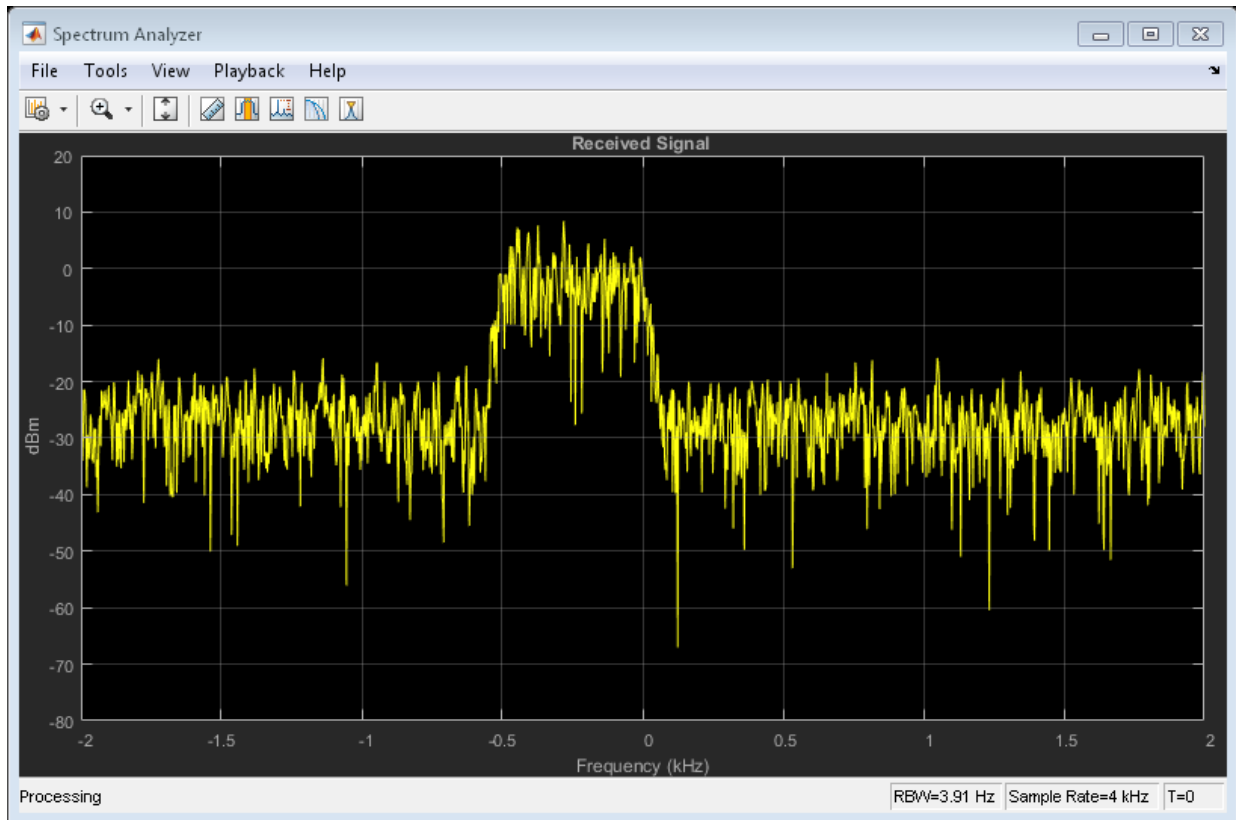 Spectrum Analyzer
File Tools View Playback Help
Received Signal
20
10
0
-10
-20
-30
-40
-50
-60
-70
-80
dBm
-2 -1.5 -1 -0.5 0 0.5 1 1.5 2
Frequency (kHz)
Processing RBW=3.91 Hz Sample Rate=4 kHz T=0